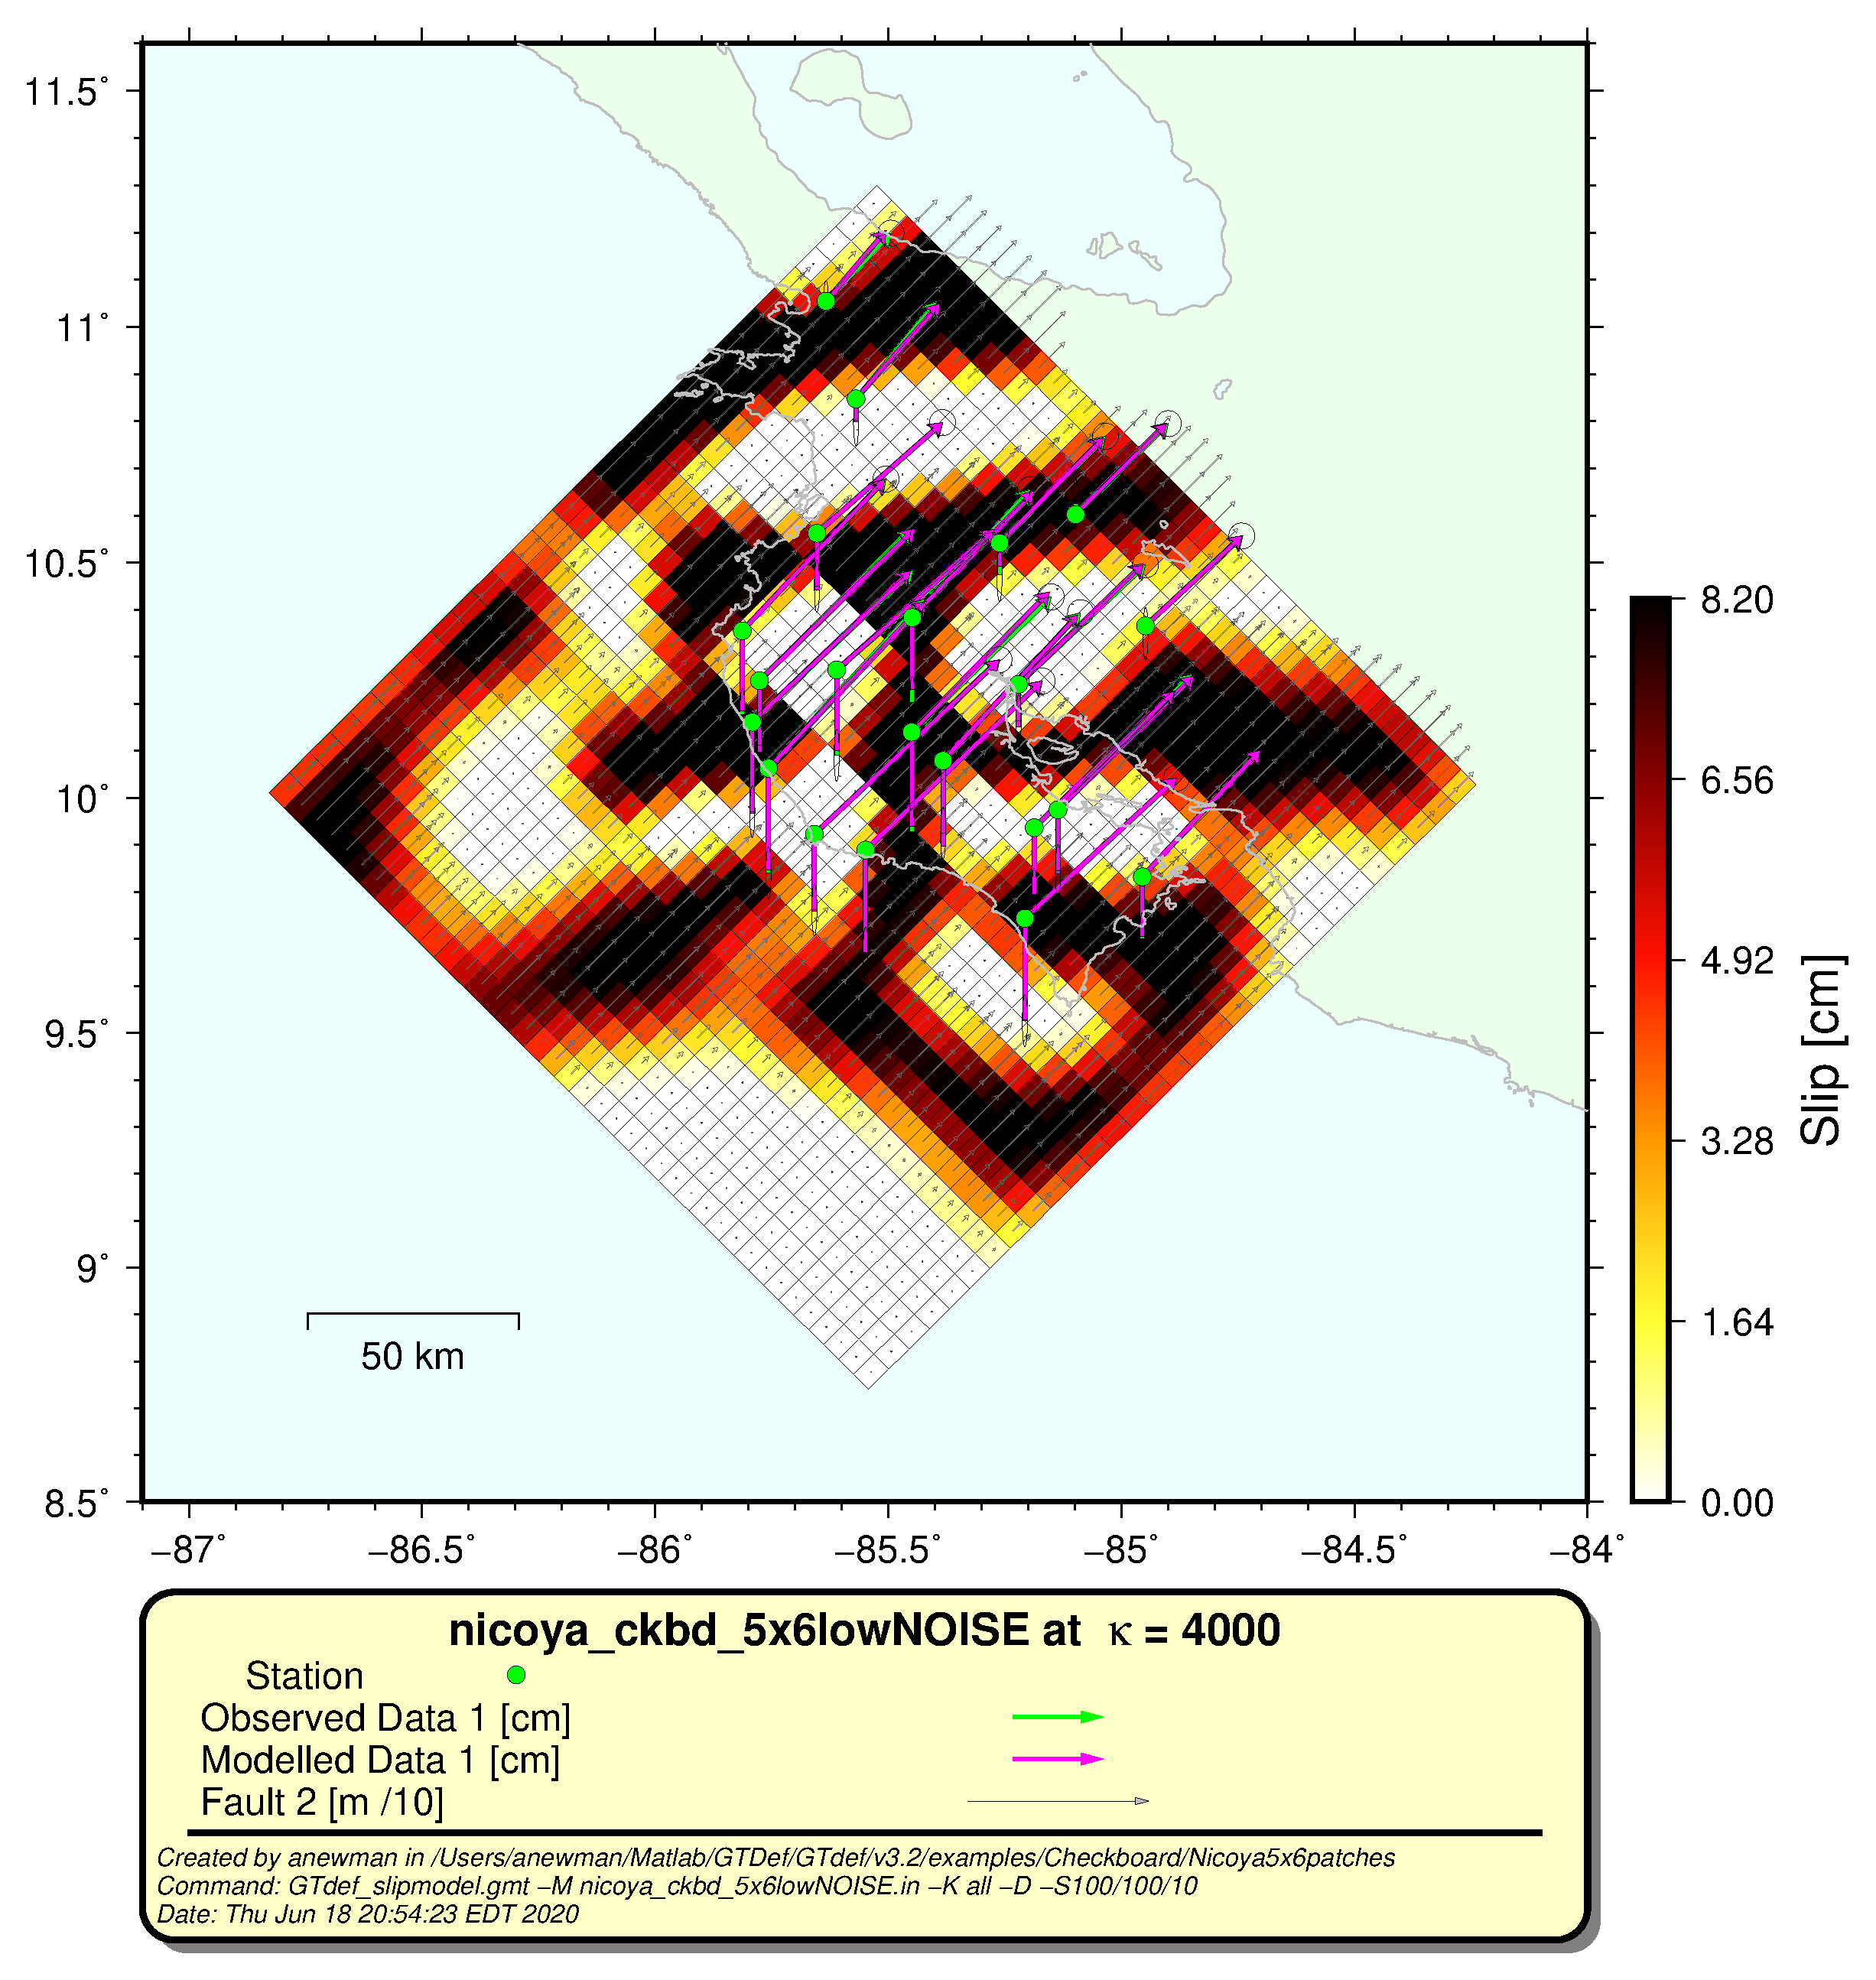 11.5°
11°
10.5°
10°
9.5°
9°
8.5°
−87°
−86.5°
−86°
−85.5°
−85°
−84.5°
−84°
50 km
8.20
6.56
4.92
3.28
1.64
0.00
Slip [cm]
nicoya_ckbd_5x6lowNOISE at κ = 4000
Station
Observed Data 1 [cm]
Modelled Data 1 [cm]
Fault 2 [m /10]
Created by anewman in /Users/anewman/Matlab/GTDef/GTdef/v3.2/examples/Checkboard/Nicoya5x6patches
Command: GTdef_slipmodel.gmt −M nicoya_ckbd_5x6lowNOISE.in −K all −D −S100/100/10
Date: Thu Jun 18 20:54:23 EDT 2020